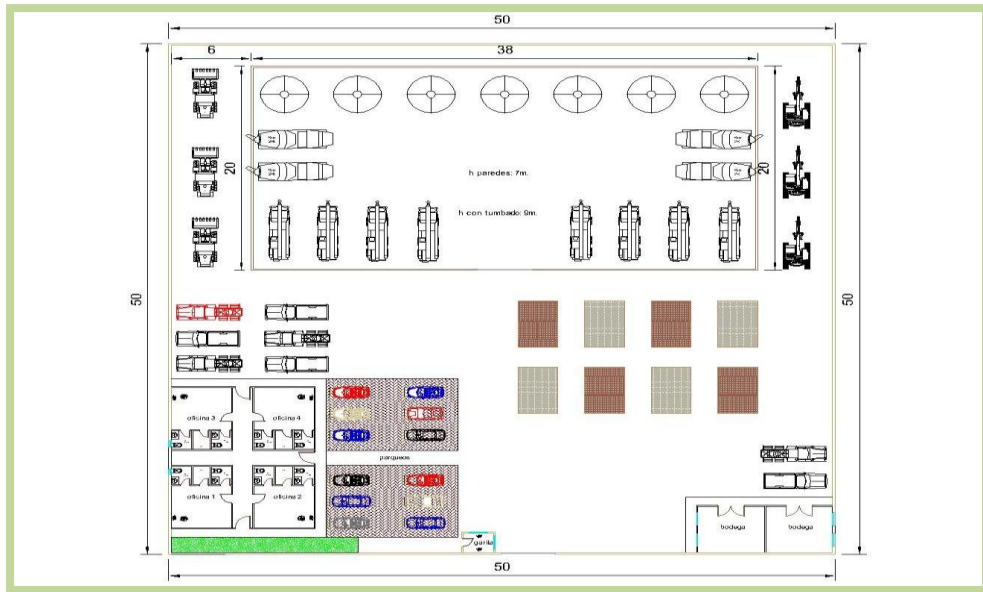 50
6
38
20
20
h paredes: 7m.
h con tumbado: 9m.
50
50
oficina 3
oficina 4
parqueos
oficina 1
oficina 2
bodega
bodega
garita
50